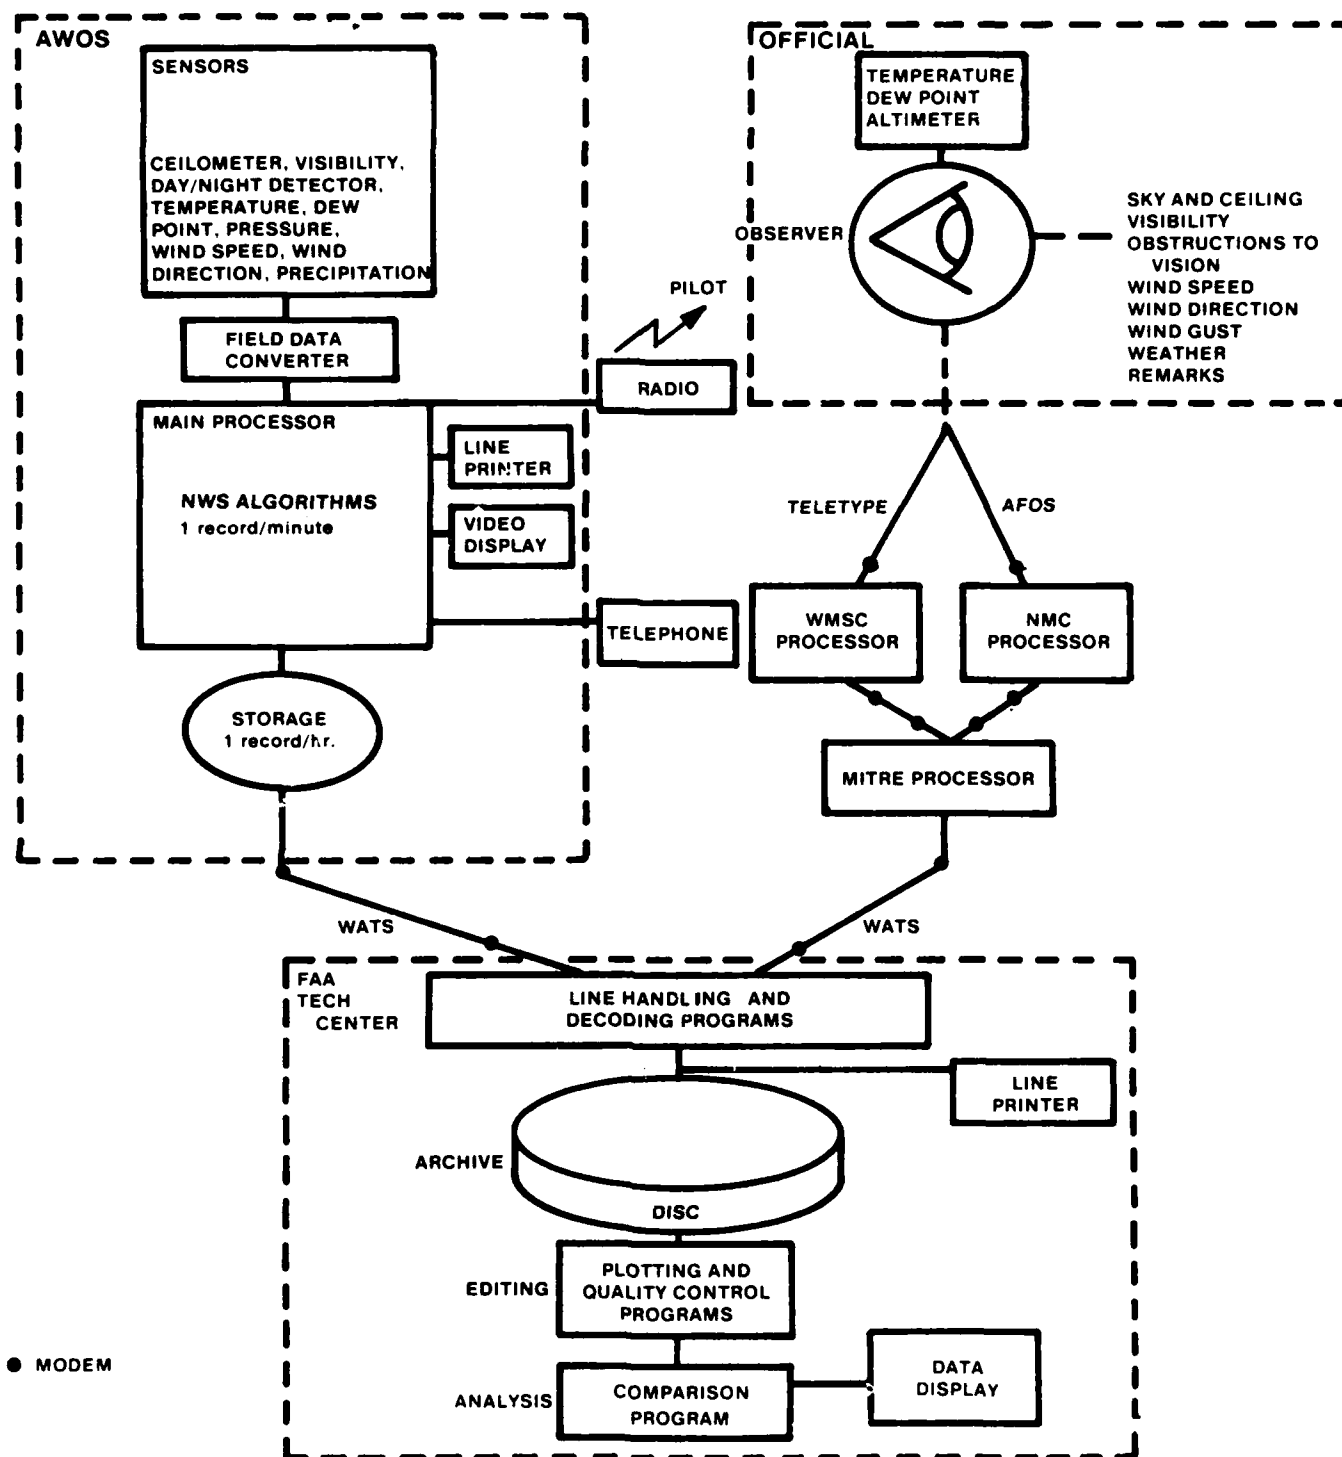 AWOS
SENSORS
CEILOMETER, VISIBILITY,
DAY/NIGHT DETECTOR,
TEMPERATURE, DEW
POINT, PRESSURE,
WIND SPEED, WIND
DIRECTION, PRECIPITATION
FIELD DATA
CONVERTER
MAIN PROCESSOR
NWS ALGORITHMS
1 record/minute
LINE
PRINTER
VIDEO
DISPLAY
STORAGE
1 record/hr.
PILOT
RADIO
TELEPHONE
OFFICIAL
TEMPERATURE
DEW POINT
ALTIMETER
OBSERVER
SKY AND CEILING
VISIBILITY
OBSTRUCTIONS TO
VISION
WIND SPEED
WIND DIRECTION
WIND GUST
WEATHER
REMARKS
TELETYPE
AFOS
WMSC
PROCESSOR
NMC
PROCESSOR
MITRE PROCESSOR
WATS
WATS
FAA
TECH
CENTER
LINE HANDLING AND
DECODING PROGRAMS
LINE
PRINTER
ARCHIVE
DISC
EDITING
PLOTTING AND
QUALITY CONTROL
PROGRAMS
ANALYSIS
COMPARISON
PROGRAM
DATA
DISPLAY
MODEM